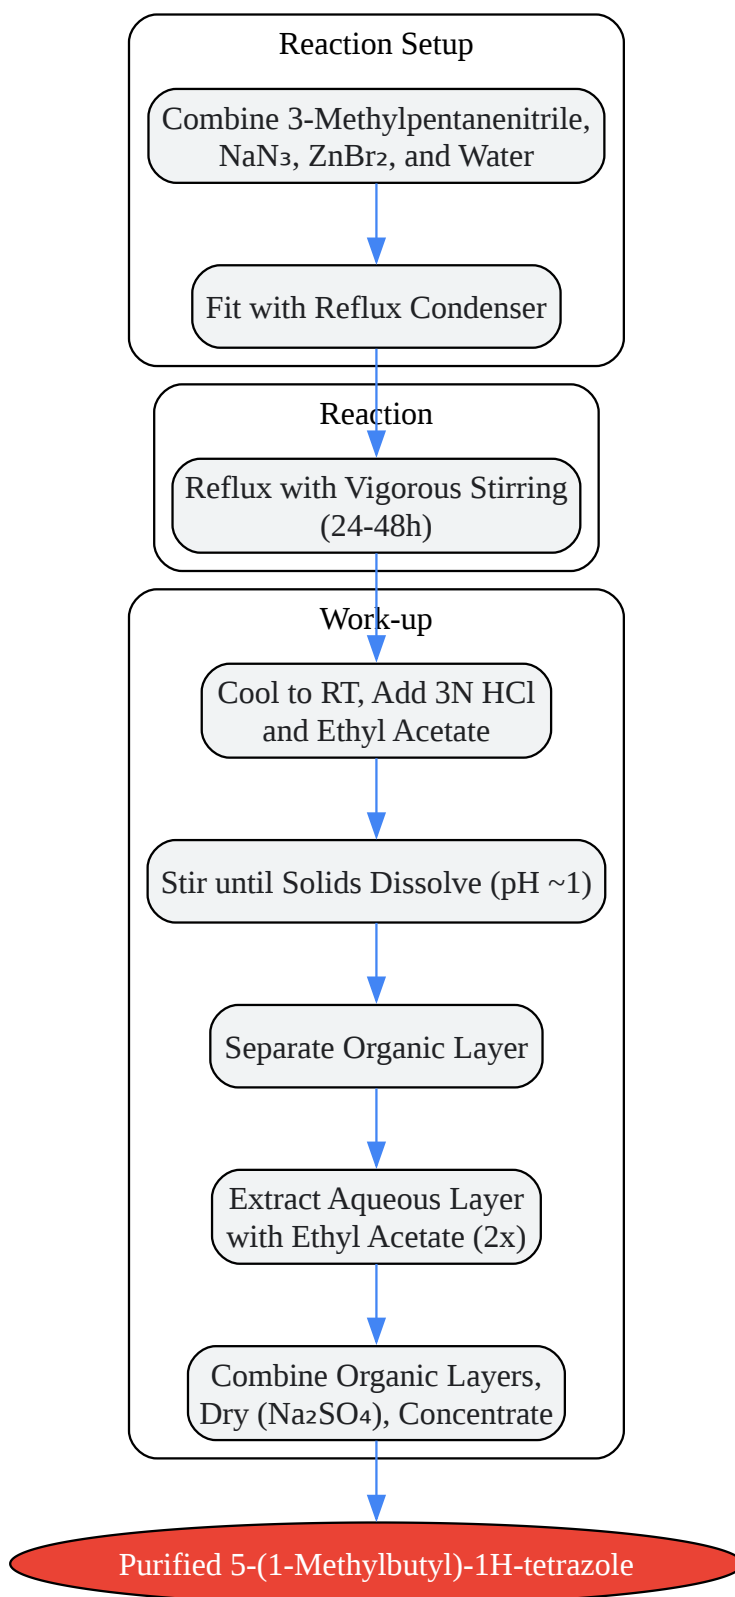 Reaction Setup
Combine 3-Methylpentanenitrile,
NaN₃, ZnBr₂, and Water
Fit with Reflux Condenser
Reaction
Reflux with Vigorous Stirring
(24-48h)
Work-up
Cool to RT, Add 3N HCl
and Ethyl Acetate
Stir until Solids Dissolve (pH ~1)
Separate Organic Layer
Extract Aqueous Layer
with Ethyl Acetate (2x)
Combine Organic Layers,
Dry (Na₂SO₄), Concentrate
Purified 5-(1-Methylbutyl)-1H-tetrazole